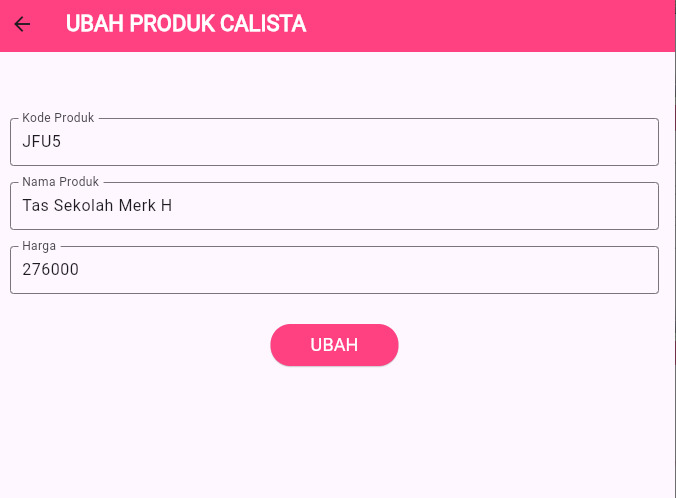 UBAH PRODUK CALISTA
Kode Produk
JFU5
Nama Produk
Tas Sekolah Merk H
Harga
276000
UBAH